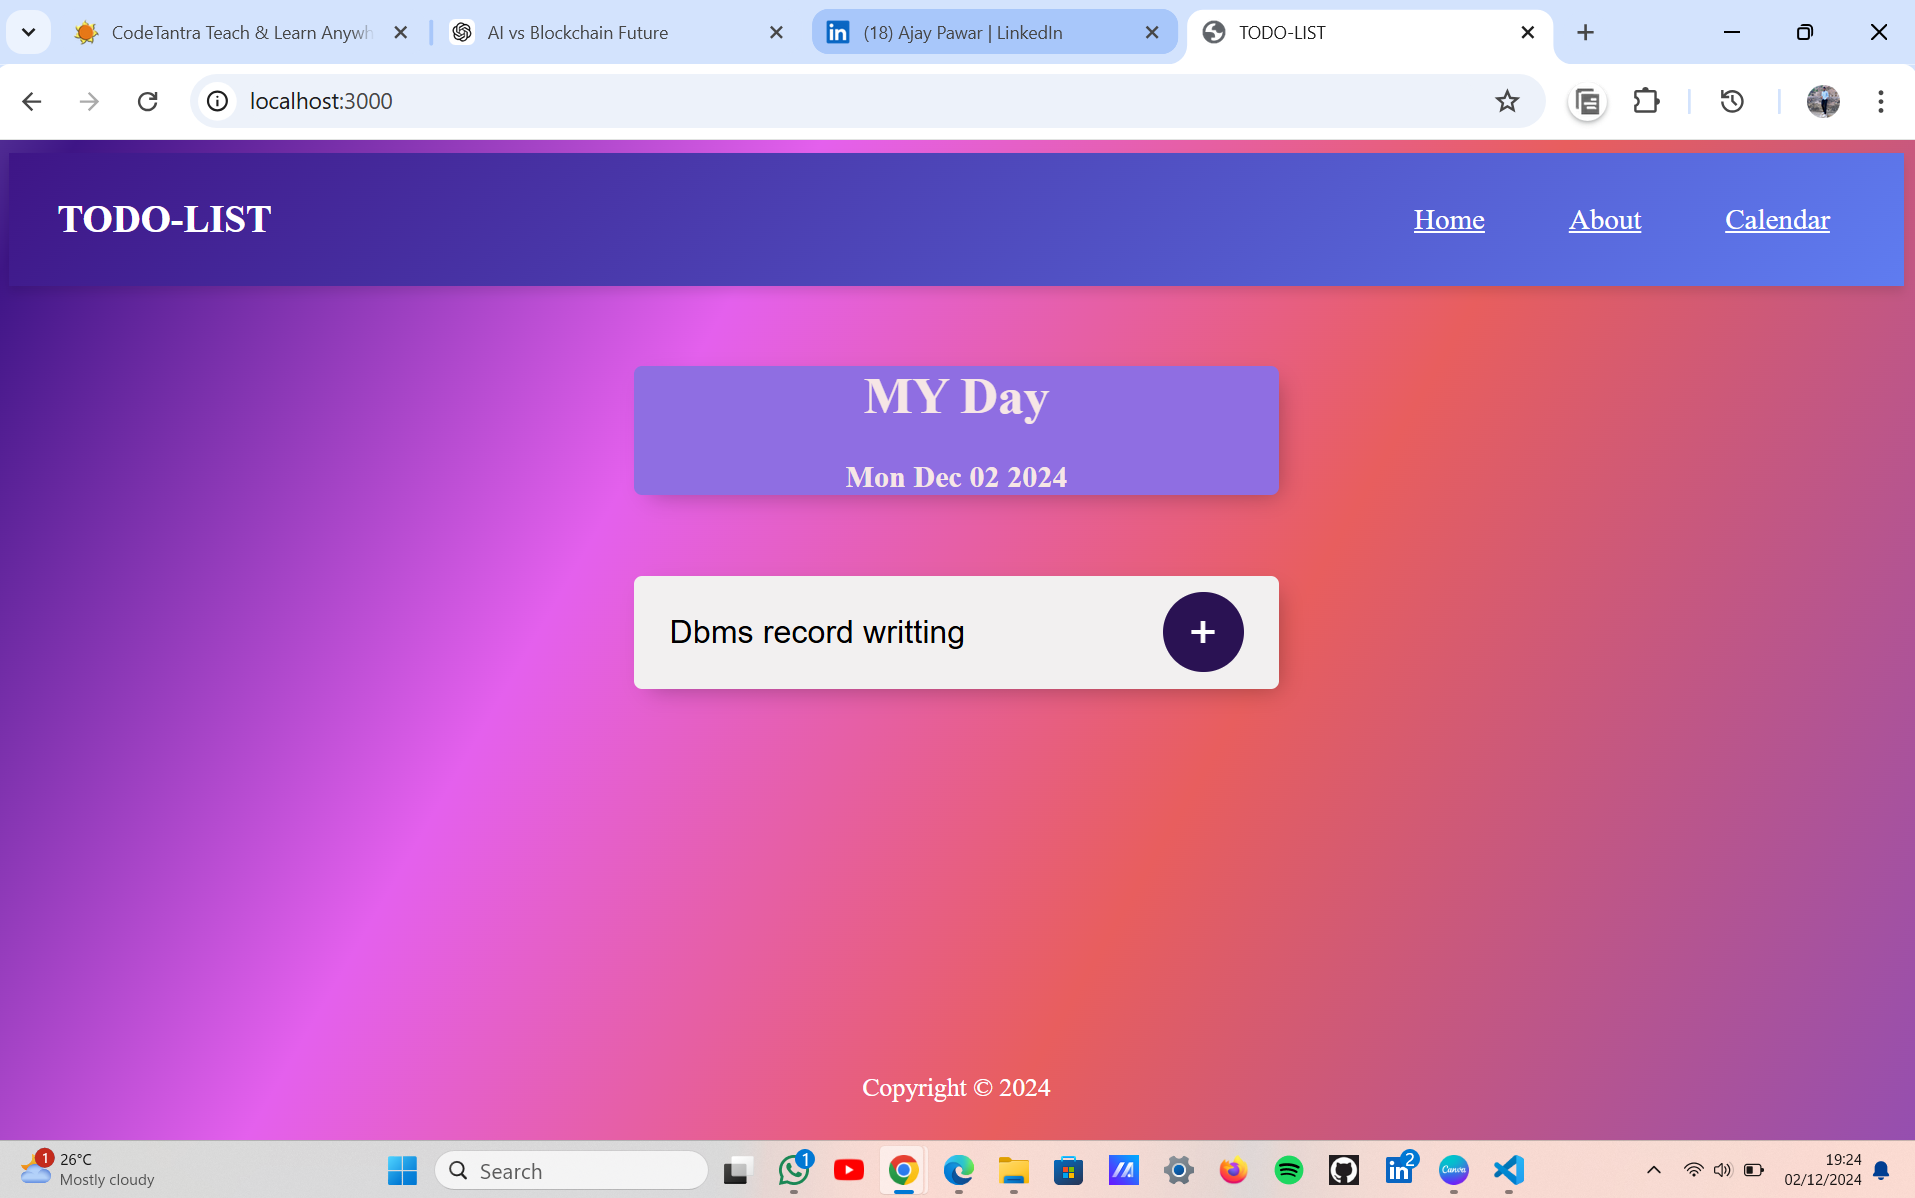 CodeTantra Teach & Learn Anywh
AI vs Blockchain Future
(18) Ajay Pawar | LinkedIn
TODO-LIST
localhost:3000
TODO-LIST
Home
About
Calendar
MY Day
Mon Dec 02 2024
Dbms record writting
+
Copyright © 2024
1
26°C
Mostly cloudy
Search
1
Canva
2
19:24
02/12/2024